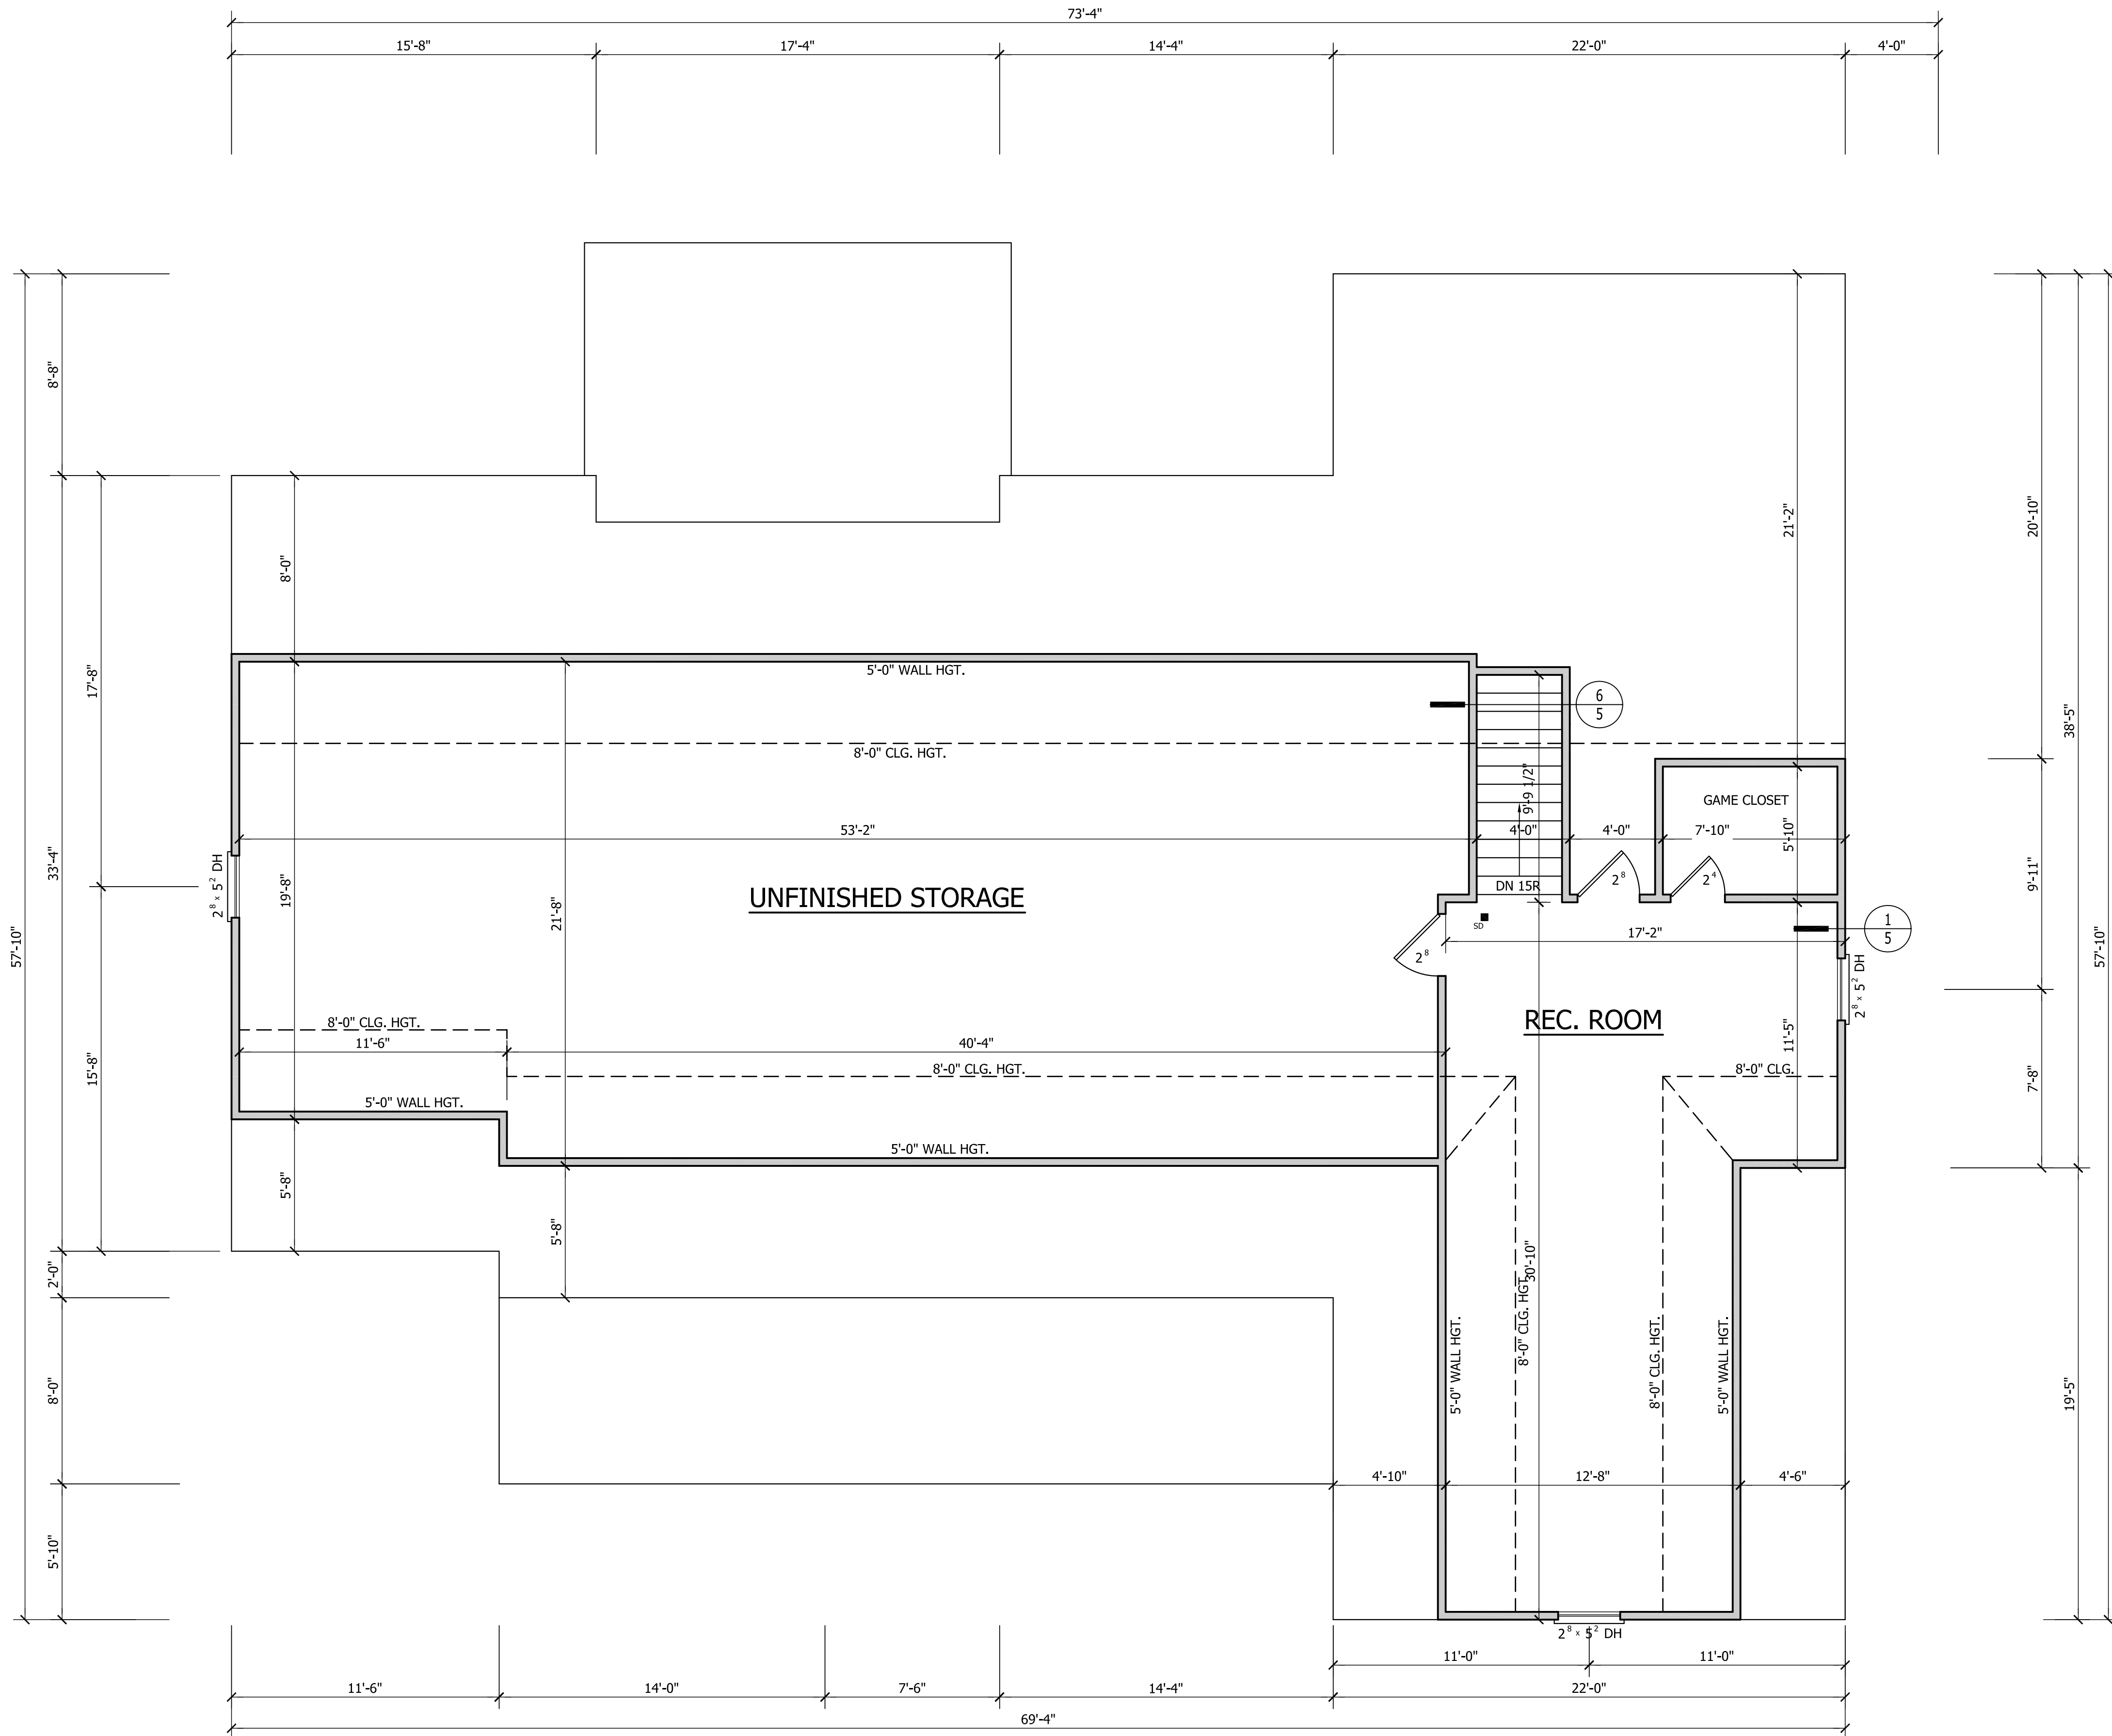 73'-4"
15'-8"
17'-4"
14'-4"
22'-0"
4'-0"
8'-8"
8'-0"
21'-2"
20'-10"
5'-0" WALL HGT.
17'-8"
6
5
38'-5"
8'-0" CLG. HGT.
9'-9 1/2"
GAME CLOSET
53'-2"
4'-0"
4'-0"
7'-10"
5'-10"
33'-4"
2⁸ x 5² DH
19'-8"
UNFINISHED STORAGE
21'-8"
DN 15R
2⁸
2⁴
9'-11"
SD
17'-2"
1
5
57'-10"
57'-10"
2⁸
2⁸ x 5² DH
REC. ROOM
8'-0" CLG. HGT.
11'-6"
40'-4"
11'-5"
15'-8"
8'-0" CLG. HGT.
8'-0" CLG.
7'-8"
5'-0" WALL HGT.
5'-0" WALL HGT.
5'-8"
5'-8"
2'-0"
30'-10"
8'-0" CLG. HGT.
5'-0" WALL HGT.
8'-0" CLG. HGT.
5'-0" WALL HGT.
8'-0"
19'-5"
4'-10"
12'-8"
4'-6"
5'-10"
2⁸ x 5² DH
11'-0"
11'-0"
11'-6"
14'-0"
7'-6"
14'-4"
22'-0"
69'-4"